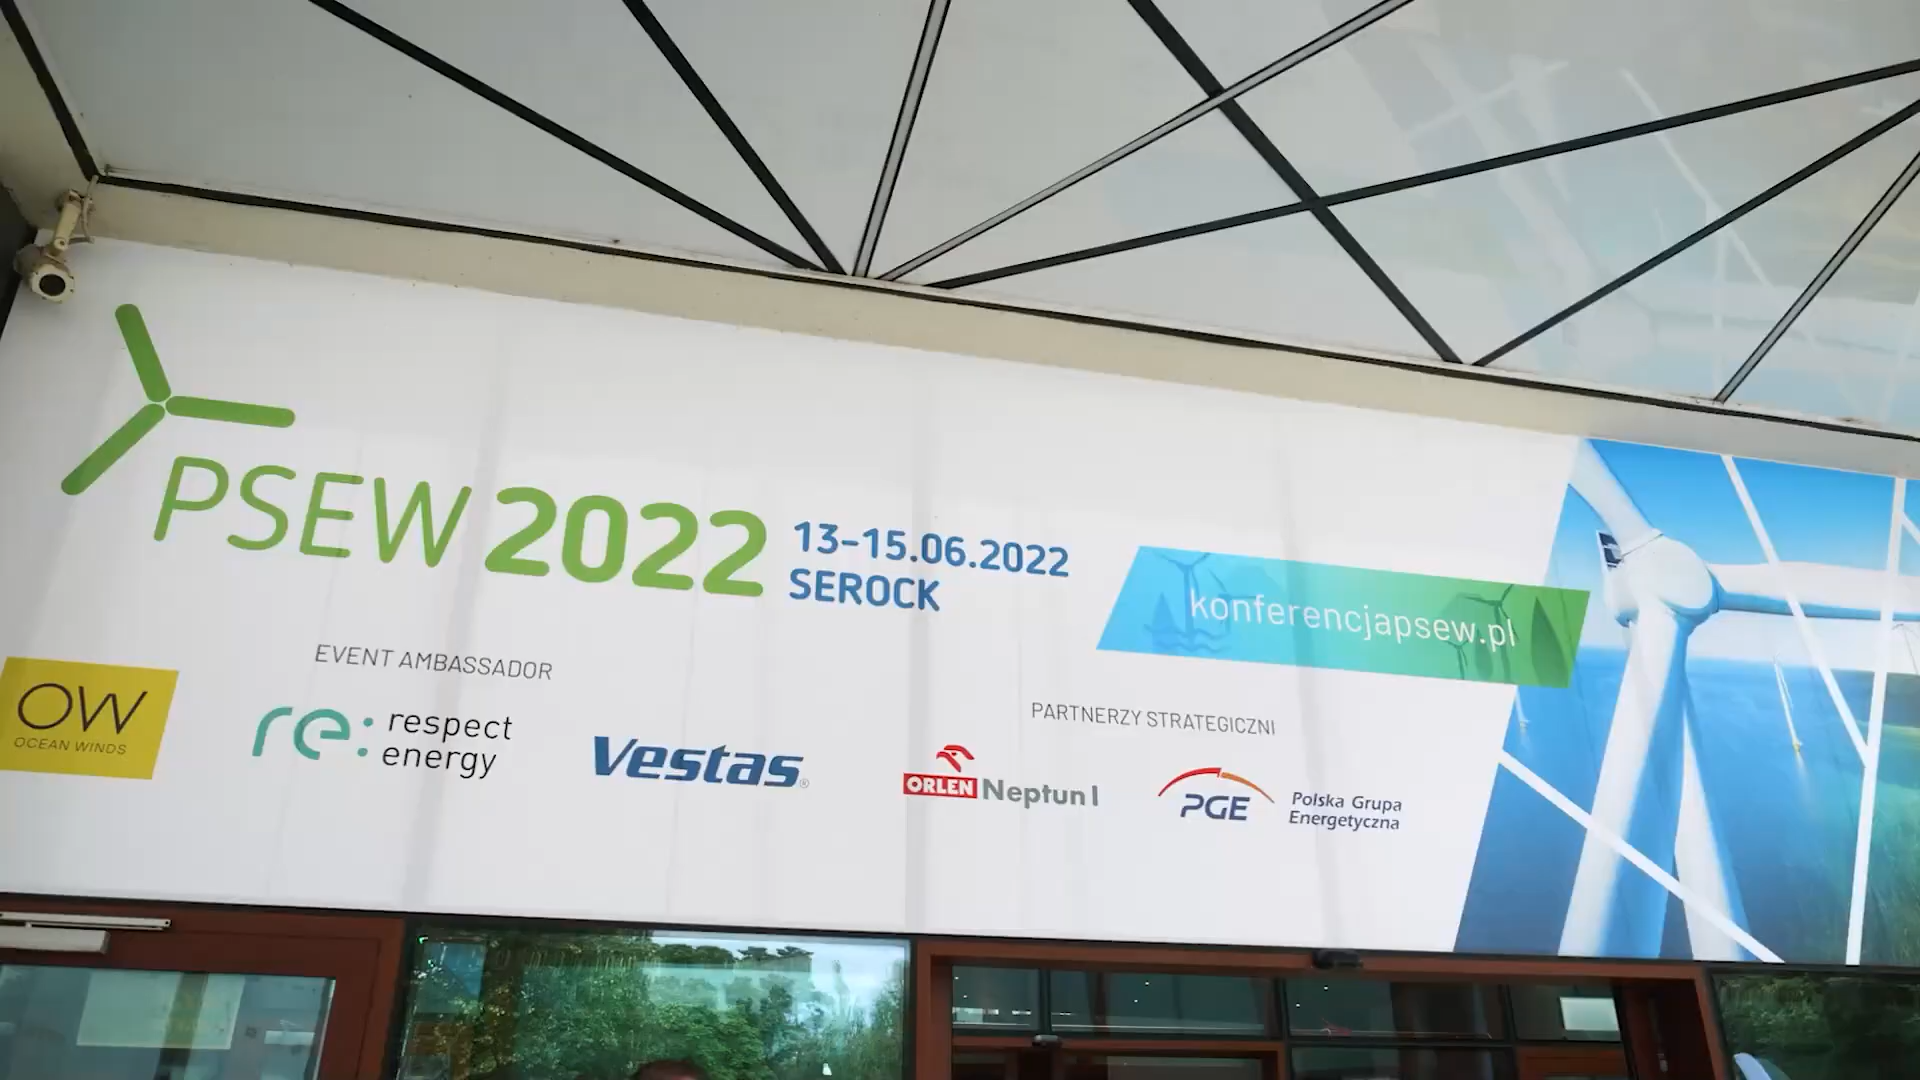 PSEW 2022
13-15.06.2022
SEROCK
konferencjapsew.pl
EVENT AMBASSADOR
OW
OCEAN WINDS
re: respect
energy
Vestas®
PARTNERZY STRATEGICZNI
ORLEN Neptun I
PGE Polska Grupa
Energetyczna